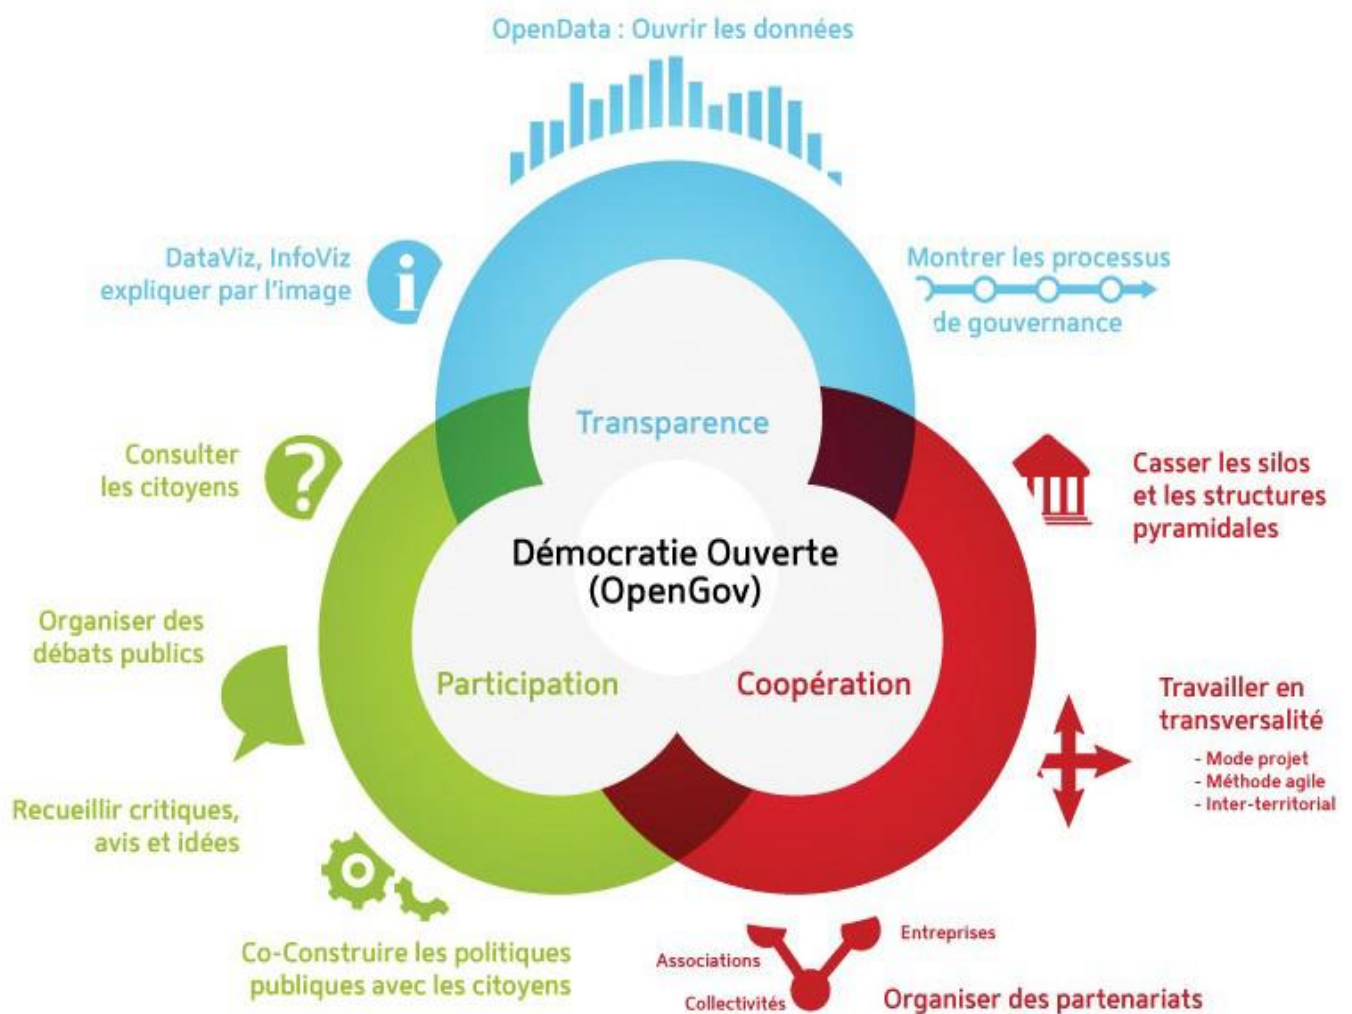 OpenData : Ouvrir les données
DataViz, InfoViz
expliquer par l'image
Montrer les processus
de gouvernance
Transparence
Consulter
les citoyens
Casser les silos
et les structures
pyramidales
Démocratie Ouverte
(OpenGov)
Organiser des
débats publics
Participation
Coopération
Travailler en
transversalité
- Mode projet
- Méthode agile
- Inter-territorial
Recueillir critiques,
avis et idées
Co-Construire les politiques
publiques avec les citoyens
Entreprises
Associations
Collectivités
Organiser des partenariats